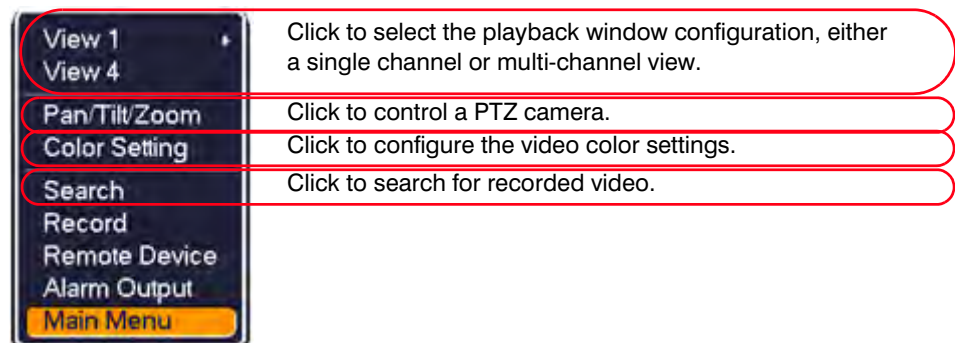 View 1
View 4
Click to select the playback window configuration, either
a single channel or multi-channel view.
Pan/Tilt/Zoom
Click to control a PTZ camera.
Color Setting
Click to configure the video color settings.
Search
Click to search for recorded video.
Record
Remote Device
Alarm Output
Main Menu